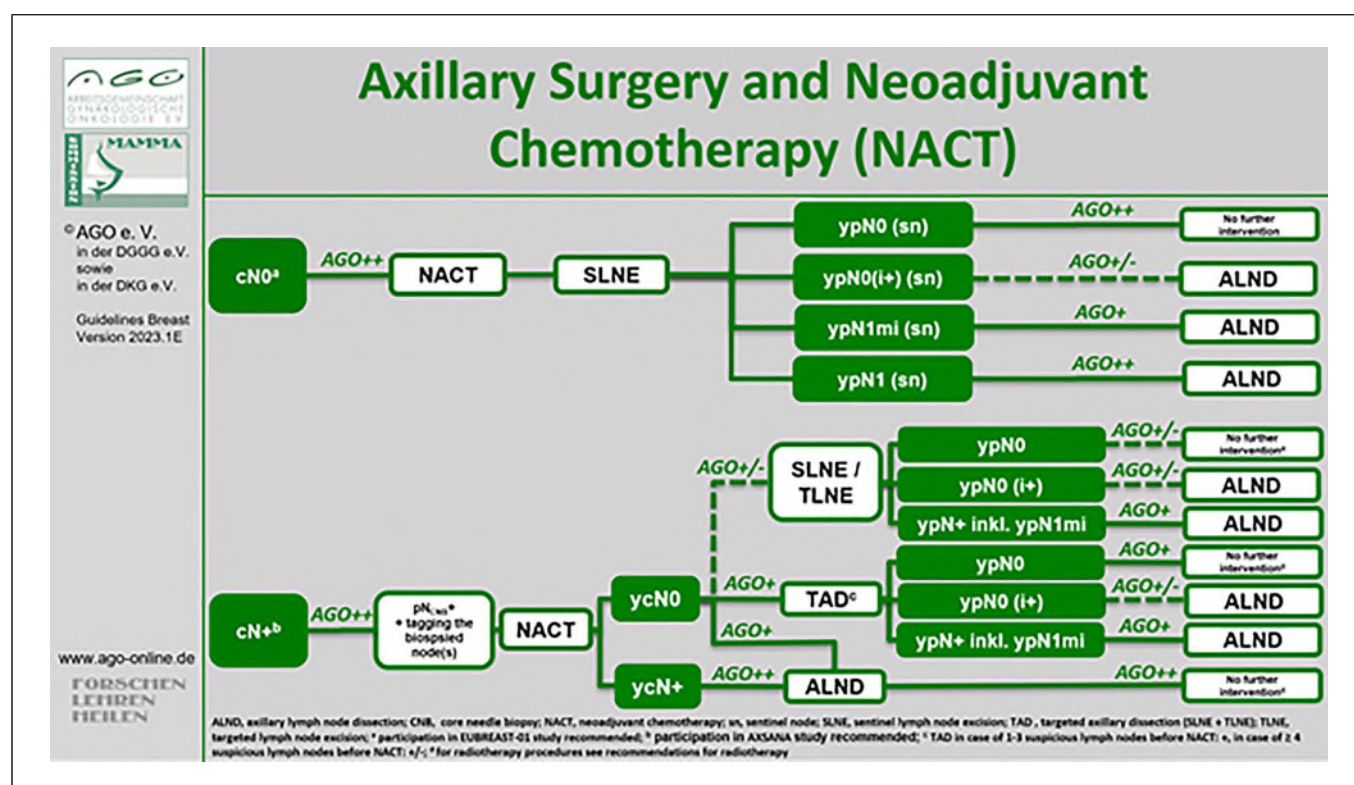 AGO
ARBEITSGEMEINSCHAFT
GYNÄKOLOGISCHE
ONKOLOGIE E.V.
MAMMA
© AGO e. V.
in der DGGG e.V.
sowie
in der DKG e.V.
Guidelines Breast
Version 2023.1E
www.ago-online.de
FORSCHEN
LEHREN
HEILEN
Axillary Surgery and Neoadjuvant
Chemotherapy (NACT)
cN0ᵃ
AGO++
NACT
SLNE
ypN0 (sn)
AGO++
No further
intervention
ypN0(i+) (sn)
AGO+/-
ALND
ypN1mi (sn)
AGO+
ALND
ypN1 (sn)
AGO++
ALND
cN+ᵇ
AGO++
pN CNB+
+ tagging the
biospsied
node(s)
NACT
ycN0
AGO+/-
SLNE /
TLNE
ypN0
AGO+/-
No further
interventionᵈ
ypN0 (i+)
AGO+/-
ALND
ypN+ inkl. ypN1mi
AGO+
ALND
AGO+
TADᶜ
ypN0
AGO+
No further
interventionᵈ
ypN0 (i+)
AGO+/-
ALND
ypN+ inkl. ypN1mi
AGO+
ALND
AGO+
ycN+
AGO++
ALND
AGO++
No further
interventionᵈ
ALND, axillary lymph node dissection; CNB, core needle biopsy; NACT, neoadjuvant chemotherapy; sn, sentinel node; SLNE, sentinel lymph node excision; TAD , targeted axillary dissection (SLNE + TLNE); TLNE,
targeted lymph node excision; ᵃ participation in EUBREAST-01 study recommended; ᵇ participation in AXSANA study recommended; ᶜ TAD in case of 1-3 suspicious lymph nodes before NACT: +, in case of ≥ 4
suspicious lymph nodes before NACT: +/-; ᵈ for radiotherapy procedures see recommendations for radiotherapy